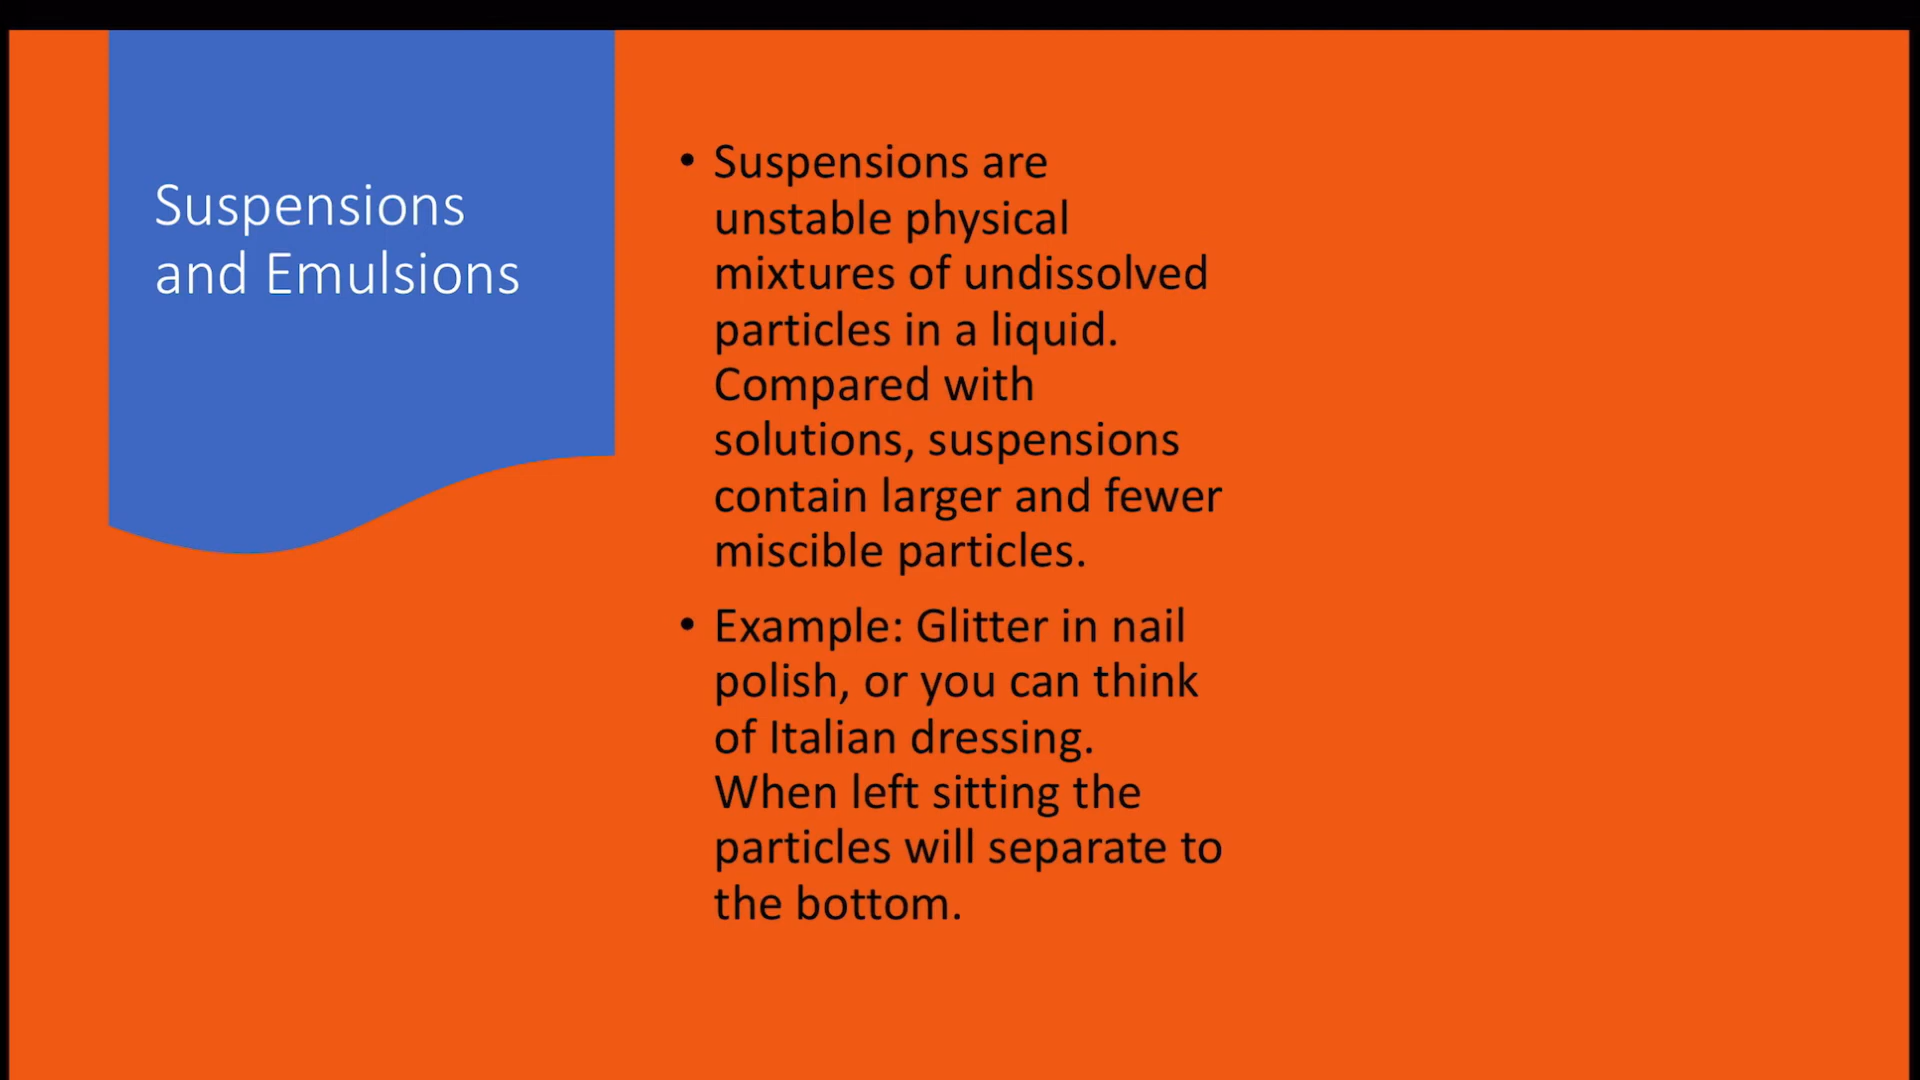 Suspensions
and Emulsions
• Suspensions are
unstable physical
mixtures of undissolved
particles in a liquid.
Compared with
solutions, suspensions
contain larger and fewer
miscible particles.
• Example: Glitter in nail
polish, or you can think
of Italian dressing.
When left sitting the
particles will separate to
the bottom.